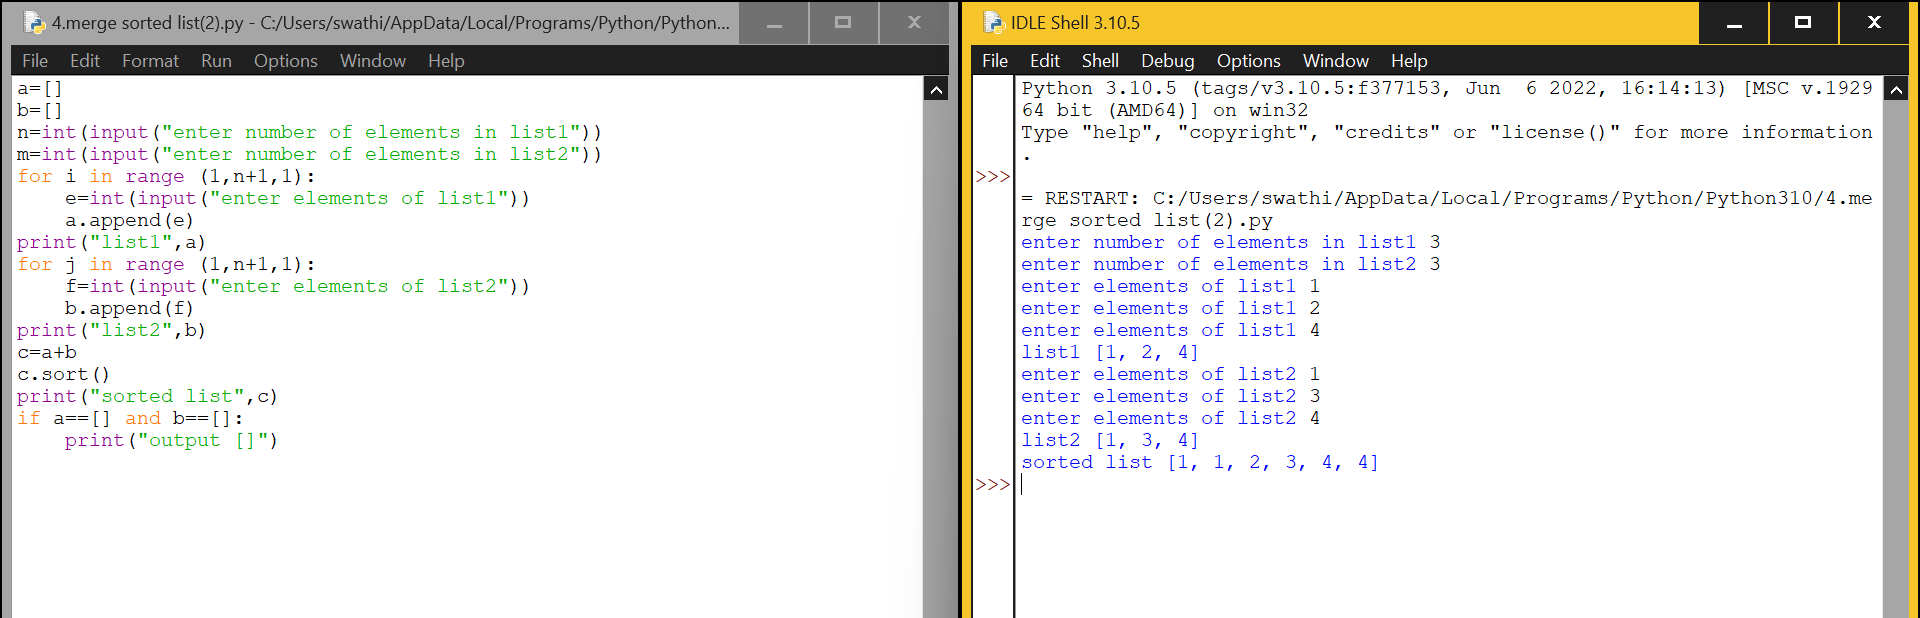 4.merge sorted list(2).py - C:/Users/swathi/AppData/Local/Programs/Python/Python...
File Edit Format Run Options Window Help
a=[]
b=[]
n=int(input("enter number of elements in list1"))
m=int(input("enter number of elements in list2"))
for i in range (1,n+1,1):
    e=int(input("enter elements of list1"))
    a.append(e)
print("list1",a)
for j in range (1,n+1,1):
    f=int(input("enter elements of list2"))
    b.append(f)
print("list2",b)
c=a+b
c.sort()
print("sorted list",c)
if a==[] and b==[]:
    print("output []")
IDLE Shell 3.10.5
File Edit Shell Debug Options Window Help
Python 3.10.5 (tags/v3.10.5:f377153, Jun  6 2022, 16:14:13) [MSC v.1929
64 bit (AMD64)] on win32
Type "help", "copyright", "credits" or "license()" for more information
.
>>>
= RESTART: C:/Users/swathi/AppData/Local/Programs/Python/Python310/4.me
rge sorted list(2).py
enter number of elements in list1 3
enter number of elements in list2 3
enter elements of list1 1
enter elements of list1 2
enter elements of list1 4
list1 [1, 2, 4]
enter elements of list2 1
enter elements of list2 3
enter elements of list2 4
list2 [1, 3, 4]
sorted list [1, 1, 2, 3, 4, 4]
>>>